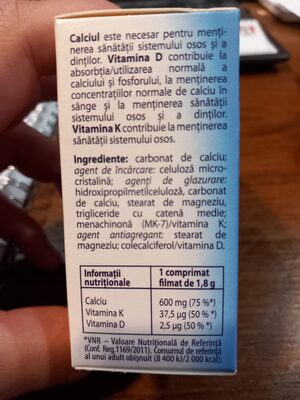 Calciul este necesar pentru menți-
nerea sănătății sistemului osos și a
dinților. Vitamina D contribuie la
absorbția/utilizarea normală a
calciului și fosforului, la menținerea
concentrațiilor normale de calciu în
sânge și la menținerea sănătății
sistemului osos și a dinților.
Vitamina K contribuie la menținerea
sănătății sistemului osos.
Ingrediente: carbonat de calciu;
agent de încărcare: celuloză micro-
cristalină; agenți de glazurare:
hidroxipropilmetilceluloză, carbonat
de calciu, stearat de magneziu,
trigliceride cu catenă medie;
menachinonă (MK-7)/vitamina K;
agent antiagregant: stearat de
magneziu; colecalciferol/vitamina D.
Informații nutriționale
1 comprimat filmat de 1,8 g
Calciu 600 mg (75 %*)
Vitamina K 37,5 µg (50 % *)
Vitamina D 2,5 µg (50 % *)
*VNR – Valoare Nutrițională de Referință
(Conf. Reg.1169/2011). Consumul de referință
al unui adult obișnuit (8 400 kJ/2 000 kcal).